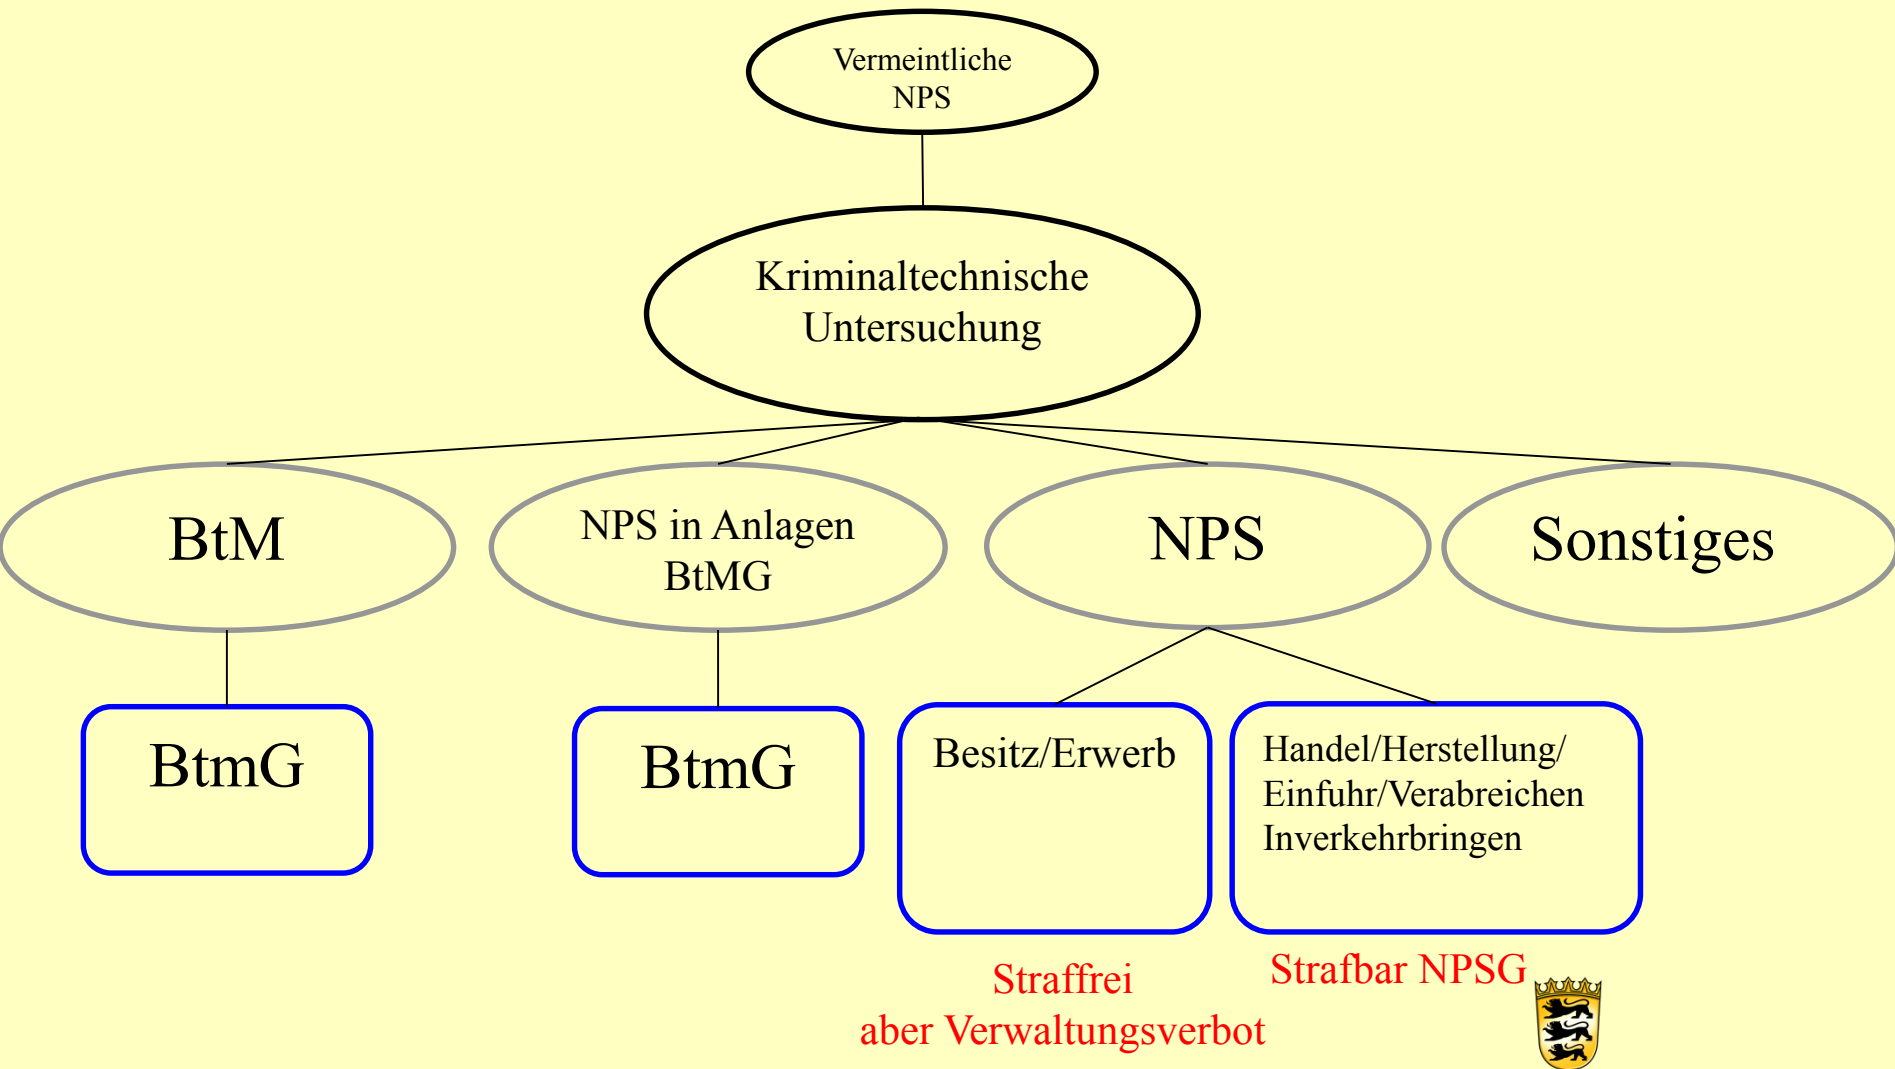 Vermeintliche
NPS
Kriminaltechnische
Untersuchung
BtM
NPS in Anlagen
BtMG
NPS
Sonstiges
BtmG
BtmG
Besitz/Erwerb
Handel/Herstellung/
Einfuhr/Verabreichen
Inverkehrbringen
Straffrei
aber Verwaltungsverbot
Strafbar NPSG